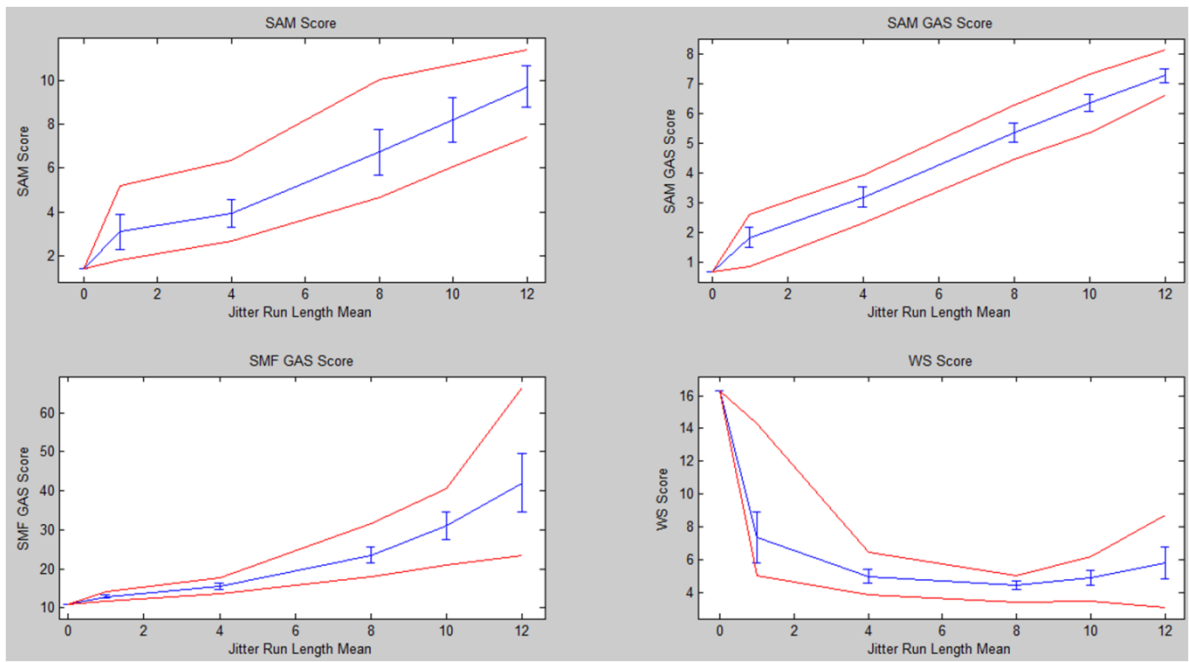 SAM Score
SAM Score
10
8
6
4
2
0 2 4 6 8 10 12
Jitter Run Length Mean
SAM GAS Score
SAM GAS Score
8
7
6
5
4
3
2
1
0 2 4 6 8 10 12
Jitter Run Length Mean
SMF GAS Score
SMF GAS Score
60
50
40
30
20
10
0 2 4 6 8 10 12
Jitter Run Length Mean
WS Score
WS Score
16
14
12
10
8
6
4
0 2 4 6 8 10 12
Jitter Run Length Mean